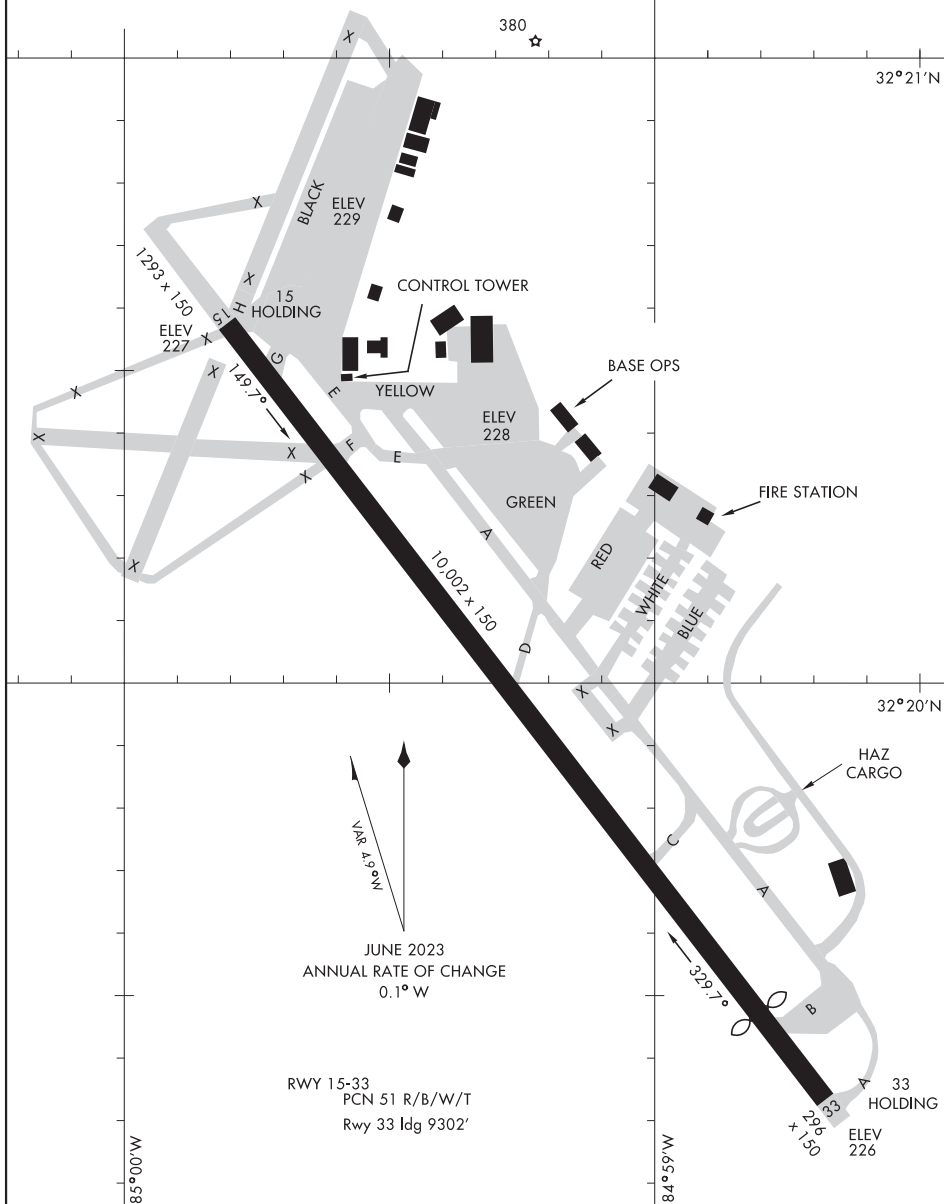 380
32°21'N
BLACK
ELEV
229
1293 x 150
15
HOLDING
H
CONTROL TOWER
15
ELEV
227
X
X
X
X
X
X
X
X
X
X
G
149.7°
E
YELLOW
BASE OPS
ELEV
228
F
E
GREEN
FIRE STATION
A
RED
WHITE
BLUE
10,002 x 150
D
X
X
32°20'N
HAZ
CARGO
VAR 4.9°W
C
A
JUNE 2023
ANNUAL RATE OF CHANGE
0.1° W
329.7°
B
RWY 15-33
PCN 51 R/B/W/T
Rwy 33 ldg 9302'
A
33
HOLDING
33
296
x 150
ELEV
226
85°00'W
84°59'W